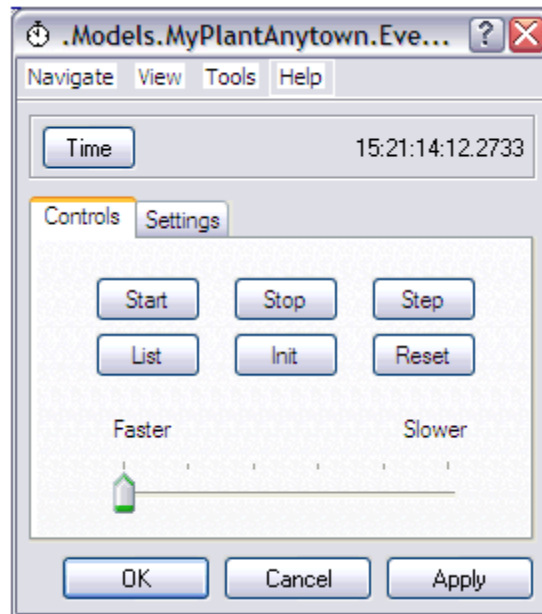 .Models.MyPlantAnytown.Eve...
Navigate View Tools Help
Time 15:21:14:12.2733
Controls Settings
Start Stop Step
List Init Reset
Faster Slower
OK Cancel Apply